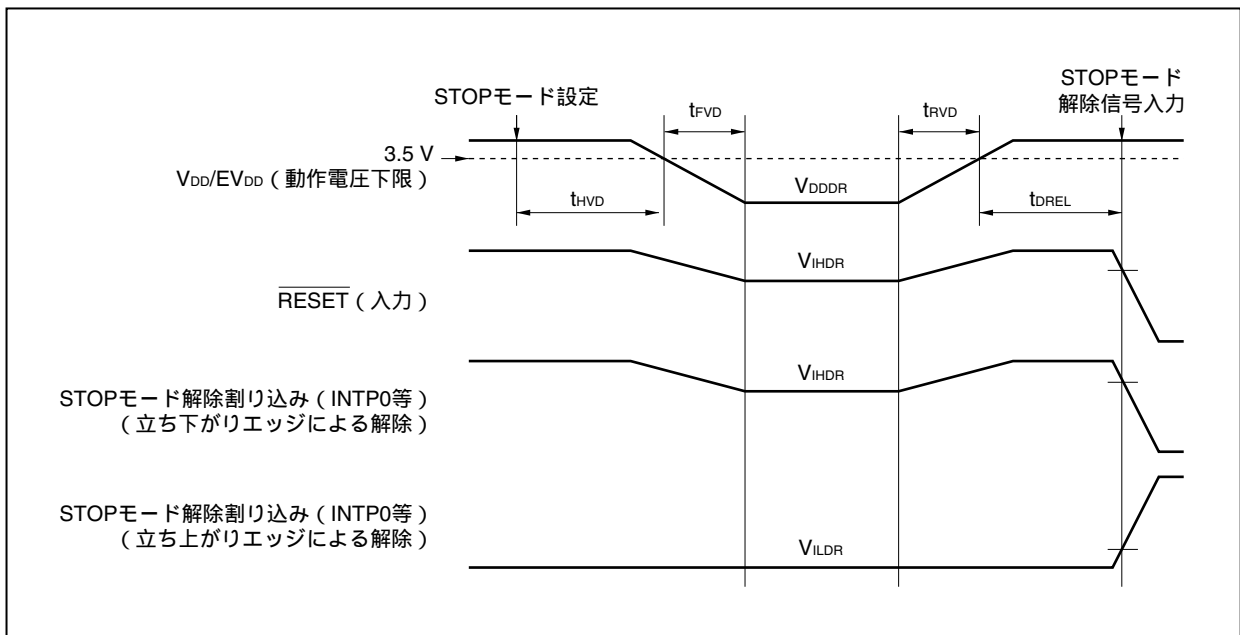 STOPモード設定
STOPモード
解除信号入力
tFVD
tRVD
3.5 V
VDD/EVDD（動作電圧下限）
VDDDR
tHVD
tDREL
VIHDR
RESET（入力）
VIHDR
STOPモード解除割り込み（INTP0等）
（立ち下がりエッジによる解除）
STOPモード解除割り込み（INTP0等）
（立ち上がりエッジによる解除）
VILDR